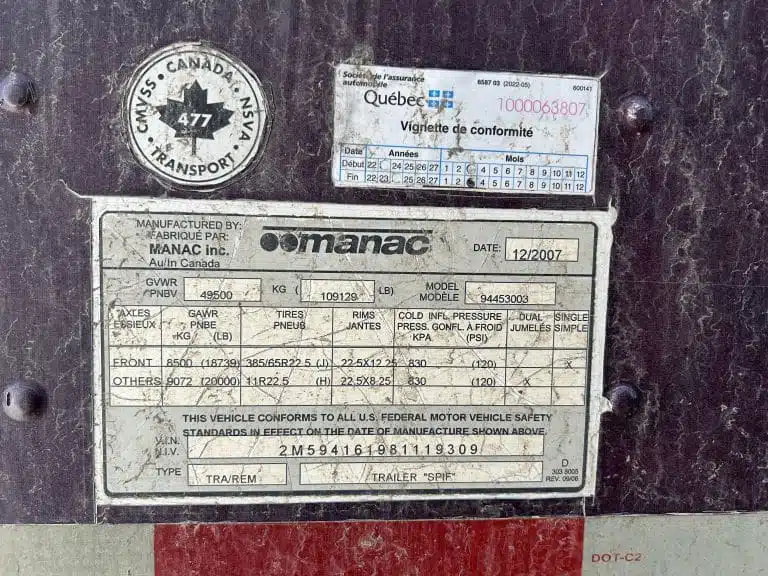 CMVSS • CANADA • NSVA
477
• TRANSPORT •
Société de l'assurance
automobile
Québec
6587 03 (2022-05)
600141
1000063807
Vignette de conformité
Date Années Mois
Début 22 24 25 26 27 1 2 4 5 6 7 8 9 10 11 12
Fin 22 23 25 26 27 1 2 4 5 6 7 8 9 10 11 12
MANUFACTURED BY:
FABRIQUÉ PAR:
MANAC inc.
Au/In Canada
manac
DATE: 12/2007
GVWR
PNBV
49500 KG ( 109129 LB)
MODEL
MODÈLE
94453003
AXLES GAWR TIRES RIMS COLD INFL. PRESSURE DUAL SINGLE
ESSIEUX PNBE PNEUS JANTES PRESS. GONFL. À FROID JUMELÉS SIMPLE
KG (LB) KPA (PSI)
FRONT 8500 (18739) 385/65R22.5 (J) 22.5X12.25 830 (120) X
OTHERS 9072 (20000) 11R22.5 (H) 22.5X8.25 830 (120) X
THIS VEHICLE CONFORMS TO ALL U.S. FEDERAL MOTOR VEHICLE SAFETY
STANDARDS IN EFFECT ON THE DATE OF MANUFACTURE SHOWN ABOVE.
V.I.N.
N.I.V.
2M594161981119309
TYPE TRA/REM TRAILER "SPIF"
D
303 8005
REV. 09/06
DOT-C2